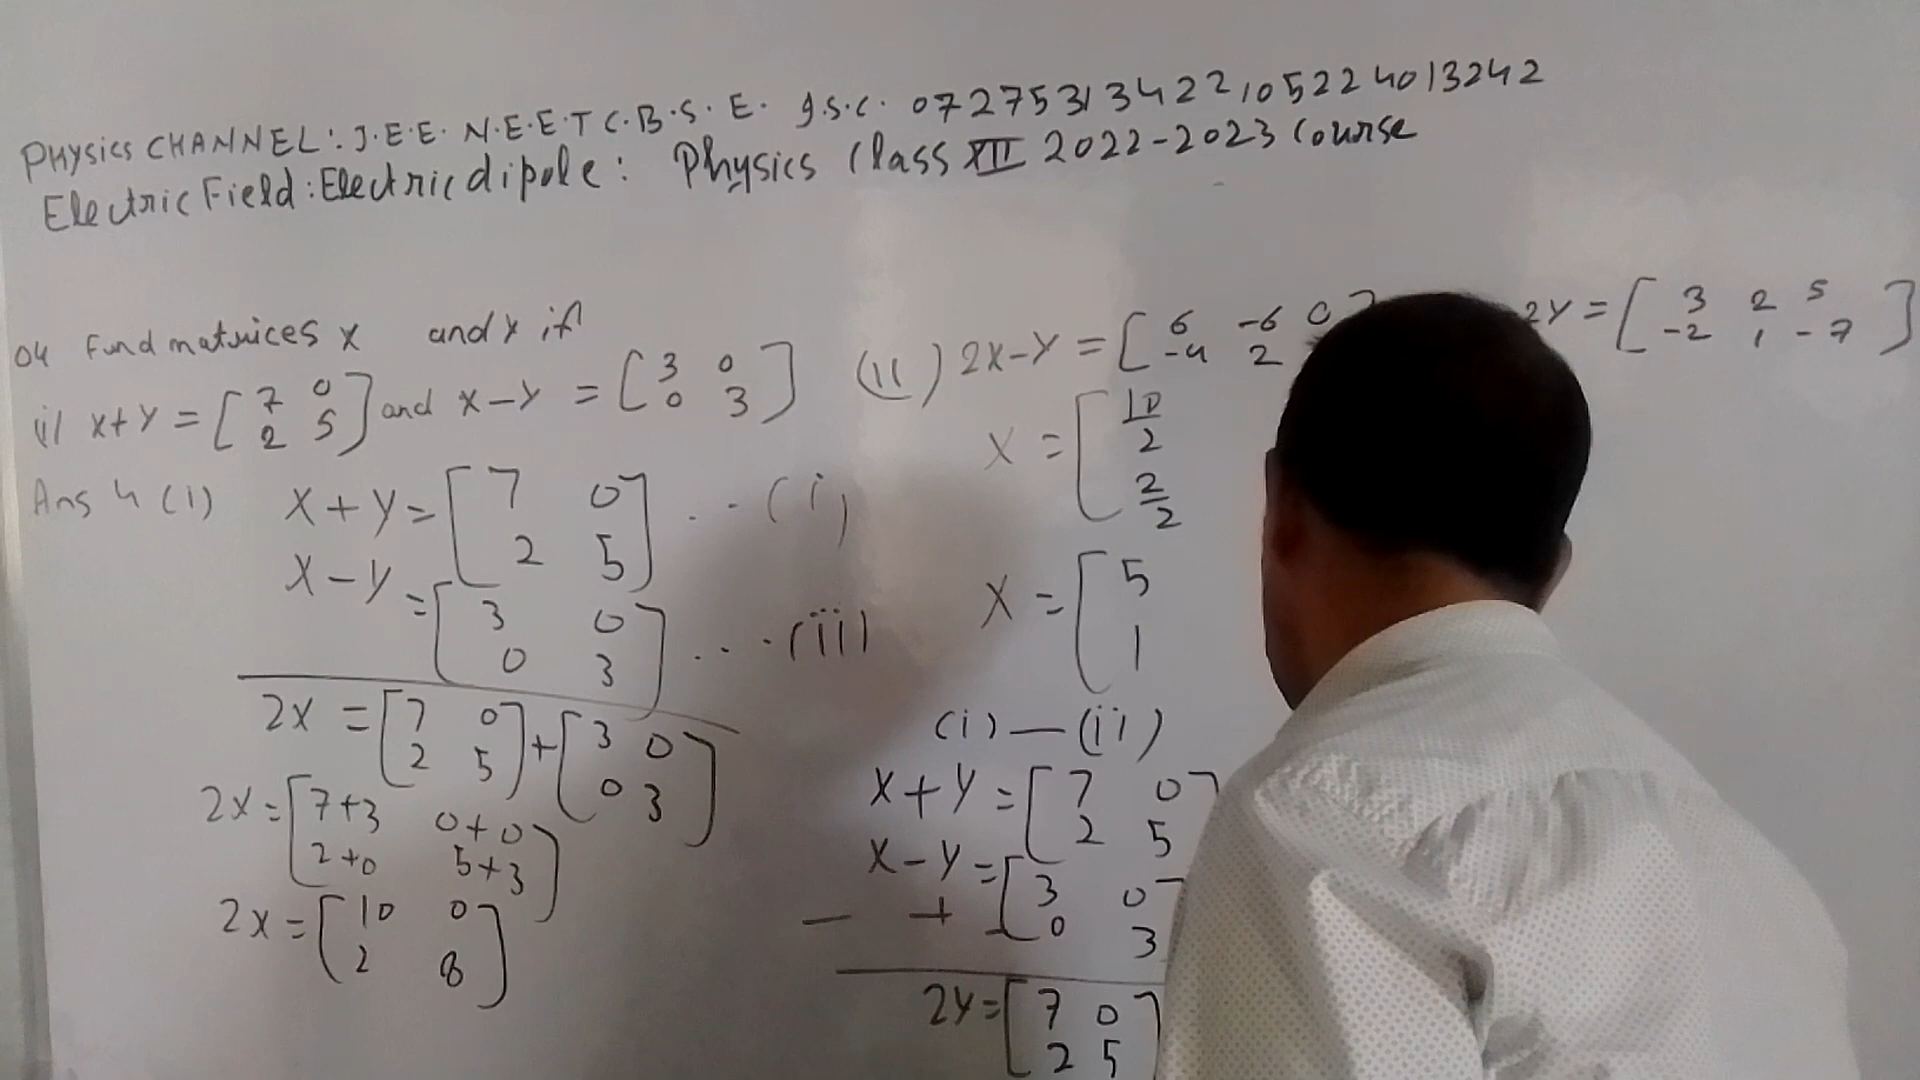 PHYSICS CHANNEL: J.E.E. N.E.E.T C.B.S.E. I.S.C. 07275313422, 1052240 13242
Electric Field: Electric dipole: Physics Class XII 2022-2023 Course
04 Find matrices X and Y if
(i) X+Y = [7 0 and X-Y = [3 0
2 5] 0 3]
(ii) 2X-Y = [6 -6 0
-4 2
2Y = [3 2 5
-2 1 -7]
Ans 4 (1) X+Y = [7 0
2 5] ...(i)
X-Y = [3 0
0 3] ...(ii)
2X = [7 0 + [3 0
2 5] 0 3]
2X = [7+3 0+0
2+0 5+3]
2X = [10 0
2 8]
X = [10/2
2/2
X = [5
1
(i) — (ii)
X+Y = [7 0]
2 5
X-Y = [3 0]
- + - 0 3
2Y = [7 0]
2 5